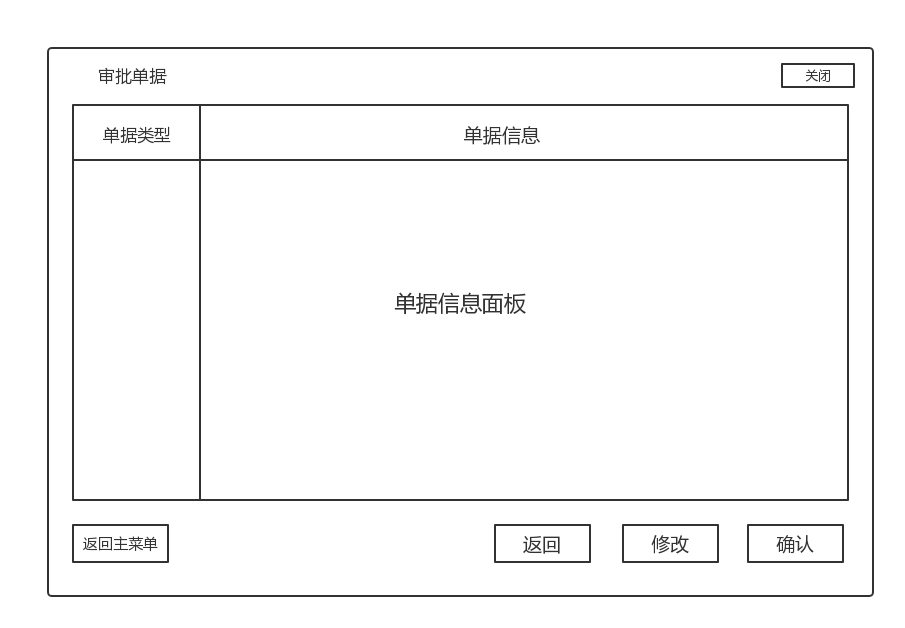 审批单据
关闭
单据类型
单据信息
单据信息面板
返回主菜单
返回
修改
确认